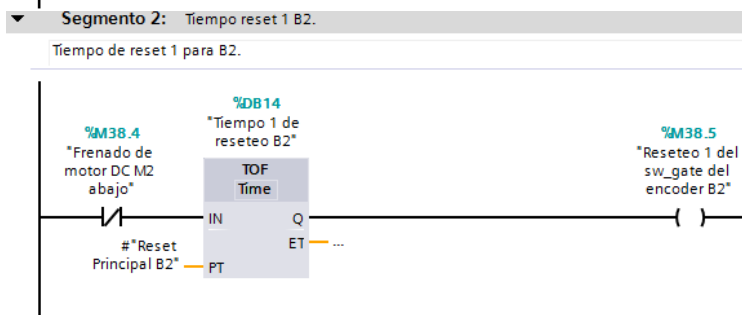 Segmento 2: Tiempo reset 1 B2.
Tiempo de reset 1 para B2.
%DB14
"Tiempo 1 de
reseteo B2"
%M38.4
"Frenado de
motor DC M2
abajo"
%M38.5
"Reseteo 1 del
sw_gate del
encoder B2"
TOF
Time
IN Q
ET ...
#"Reset
Principal B2" PT